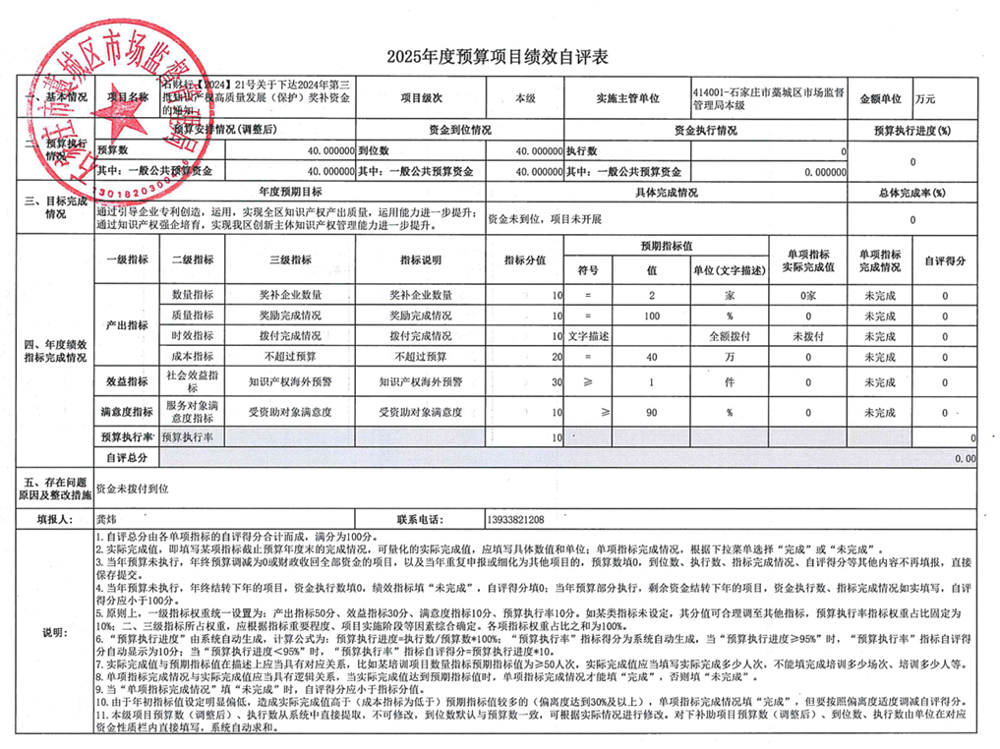 2025年度预算项目绩效自评表
一、基本情况 项目名称 石财行【2024】21号关于下达2024年第三批知识产权高质量发展(保护)奖补资金的通知 项目级次 本级 实施主管单位 414001-石家庄市藁城区市场监督管理局本级 金额单位 万元
二、预算执行情况 预算安排情况(调整后) 资金到位情况 资金执行情况 预算执行进度(%)
预算数 40.000000 到位数 40.000000 执行数 0 0
其中:一般公共预算资金 40.000000 其中:一般公共预算资金 40.000000 其中:一般公共预算资金 0.000000
三、目标完成情况 年度预期目标 具体完成情况 总体完成率(%)
通过引导企业专利创造,运用,实现全区知识产权产出质量,运用能力进一步提升;
通过知识产权强企培育,实现我区创新主体知识产权管理能力进一步提升。 资金未到位,项目未开展 0
四、年度绩效指标完成情况 一级指标 二级指标 三级指标 指标说明 指标分值 预期指标值 单项指标实际完成值 单项指标完成情况 自评得分
符号 值 单位(文字描述)
产出指标 数量指标 奖补企业数量 奖补企业数量 10 = 2 家 0家 未完成 0
质量指标 奖励完成情况 奖励完成情况 10 = 100 % 0 未完成 0
时效指标 拨付完成情况 拨付完成情况 10 文字描述 全额拨付 未拨付 未完成 0
成本指标 不超过预算 不超过预算 20 = 40 万 0 未完成 0
效益指标 社会效益指标 知识产权海外预警 知识产权海外预警 30 ≥ 1 件 0 未完成 0
满意度指标 服务对象满意度指标 受资助对象满意度 受资助对象满意度 10 ≥ 90 % 0 未完成 0
预算执行率 预算执行率 10 0
自评总分 0.00
五、存在问题原因及整改措施 资金未拨付到位
填报人: 龚炜 联系电话: 13933821208
说明:
1.自评总分由各单项指标的自评得分合计而成,满分为100分。
2.实际完成值,即填写某项指标截止预算年度末的完成情况,可量化的实际完成值,应填写具体数值和单位;单项指标完成情况,根据下拉菜单选择“完成”或“未完成”。
3.当年预算未执行,年终预算调减为0或财政收回全部资金的项目,以及当年重复申报或细化为其他项目的,预算数填0,到位数、执行数、指标完成情况、自评得分等其他内容不再填报,直接
保存提交。
4.当年预算未执行,年终结转下年的项目,资金执行数填0,绩效指标填“未完成”,自评得分填0;当年预算部分执行,剩余资金结转下年的项目,资金执行数、指标完成情况如实填写,自评
得分应小于100分。
5.原则上,一级指标权重统一设置为:产出指标50分、效益指标30分、满意度指标10分、预算执行率指标10分。如某类指标未设定,其分值可合理调至其他指标,预算执行率指标权重占比固定为
10%;二、三级指标所占权重,应根据指标重要程度、项目实施阶段等因素综合确定。各项指标权重占比之和为100%。
6.“预算执行进度”由系统自动生成,计算公式为:预算执行进度=执行数/预算数*100%;“预算执行率”指标得分为系统自动生成,当“预算执行进度≥95%”时,“预算执行率”指标自评得
分自动显示为10分;当“预算执行进度<95%”时,“预算执行率”指标自评得分=预算执行进度*10。
7.实际完成值与预期指标值在描述上应当具有对应关系,比如某培训项目数量指标预期指标值为≥50人次,实际完成值应当填写实际完成多少人次,不能填完成培训多少场次、培训多少人等。
8.单项指标完成情况与实际完成值应当具有逻辑关系,当实际完成值达到预期指标值时,单项指标完成情况才能填“完成”,否则填“未完成”。
9.当“单项指标完成情况”填“未完成”时,自评得分应小于指标分值。
10.由于年初指标值设定明显偏低,造成实际完成值高于(成本指标为低于)预期指标值较多的(偏离度达到30%及以上),单项指标完成情况填“完成”,但要按照偏离度适度调减自评得分。
11.本级项目预算数(调整后)、执行数从系统中直接提取,不可修改,到位数默认与预算数一致,可根据实际情况进行修改。对下补助项目预算数(调整后)、到位数、执行数由单位在对应
资金性质栏内直接填写,系统自动求和。
石家庄市藁城区市场监督管理局